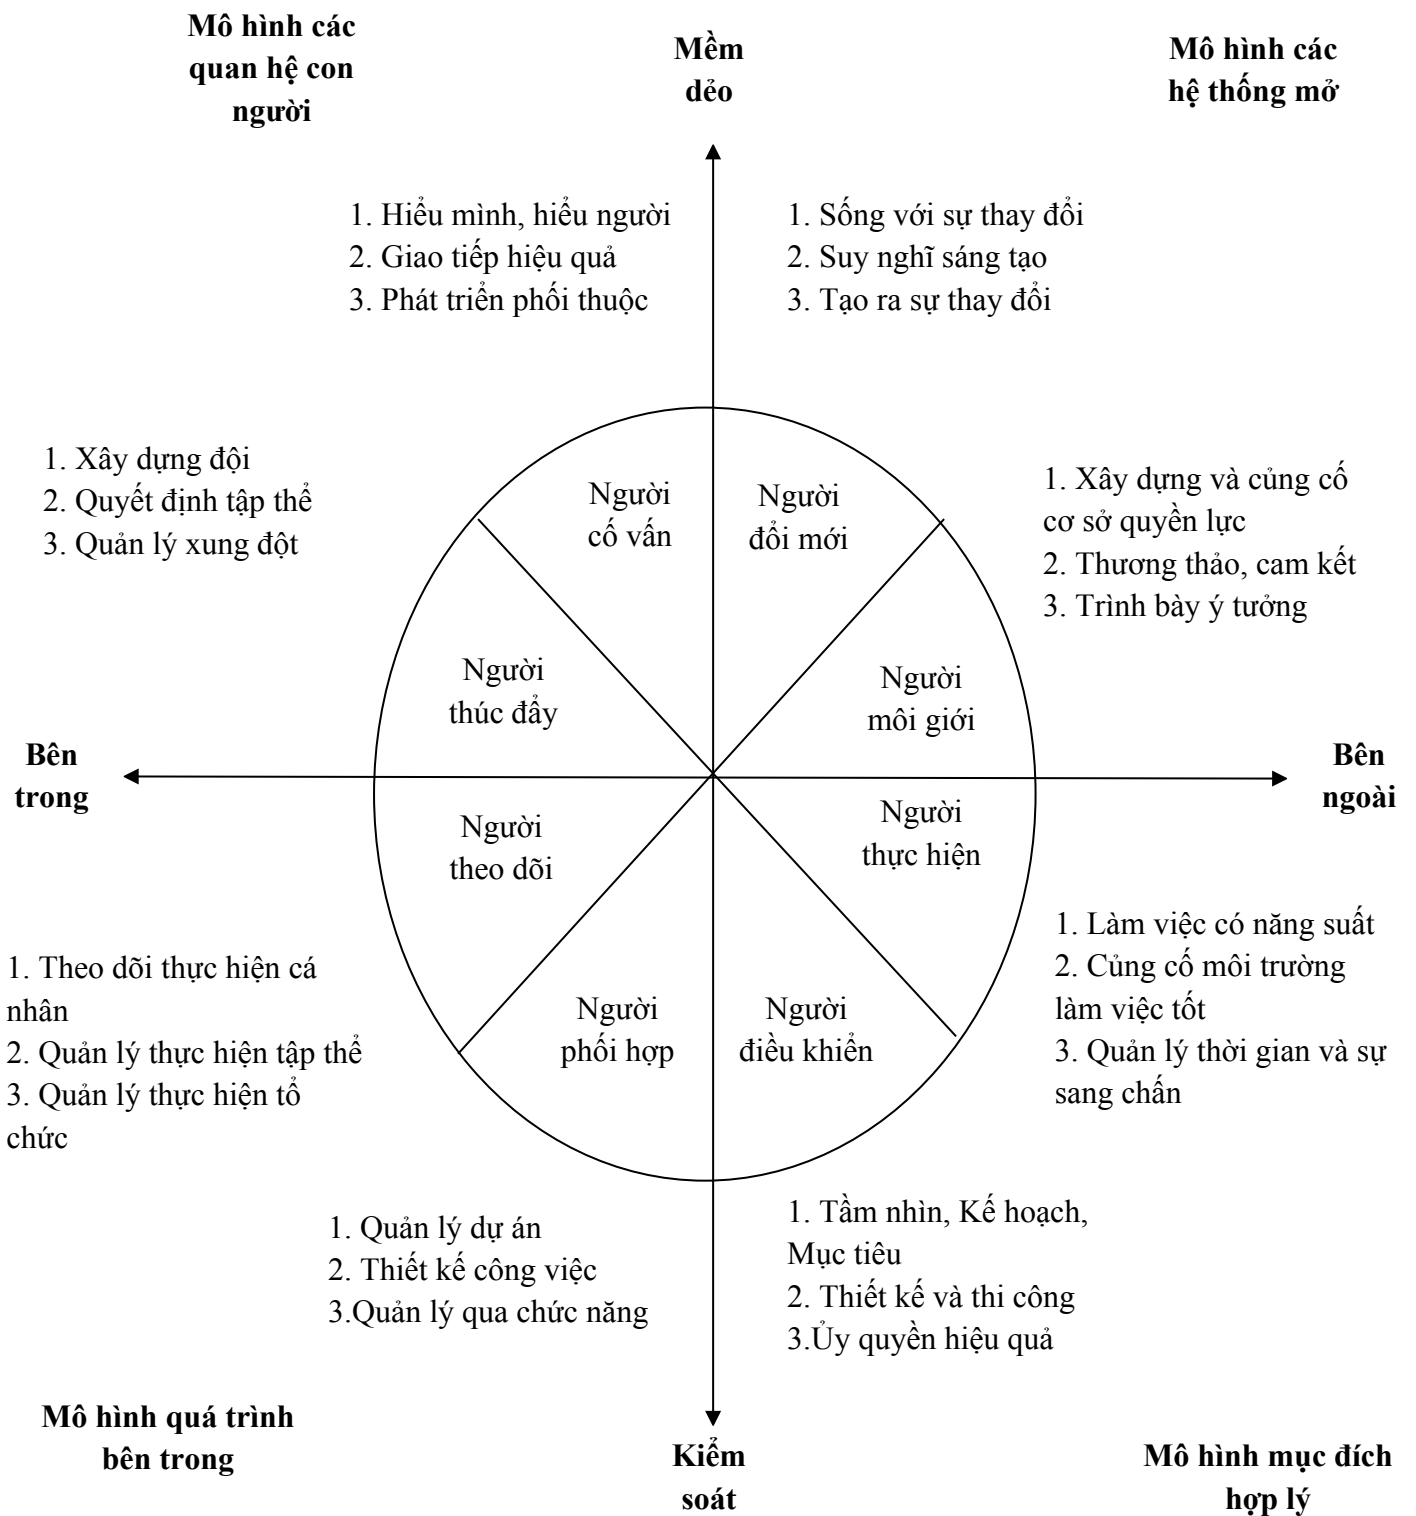 Mô hình các
quan hệ con
người
Mềm
dẻo
Mô hình các
hệ thống mở
1. Hiểu mình, hiểu người
2. Giao tiếp hiệu quả
3. Phát triển phối thuộc
1. Sống với sự thay đổi
2. Suy nghĩ sáng tạo
3. Tạo ra sự thay đổi
1. Xây dựng đội
2. Quyết định tập thể
3. Quản lý xung đột
Người
cố vấn
Người
đổi mới
1. Xây dựng và củng cố
cơ sở quyền lực
2. Thương thảo, cam kết
3. Trình bày ý tưởng
Người
thúc đẩy
Người
môi giới
Bên
trong
Bên
ngoài
Người
theo dõi
Người
thực hiện
1. Theo dõi thực hiện cá
nhân
2. Quản lý thực hiện tập thể
3. Quản lý thực hiện tổ
chức
Người
phối hợp
Người
điều khiển
1. Làm việc có năng suất
2. Củng cố môi trường
làm việc tốt
3. Quản lý thời gian và sự
sang chấn
1. Quản lý dự án
2. Thiết kế công việc
3.Quản lý qua chức năng
1. Tầm nhìn, Kế hoạch,
Mục tiêu
2. Thiết kế và thi công
3.Ủy quyền hiệu quả
Mô hình quá trình
bên trong
Kiểm
soát
Mô hình mục đích
hợp lý